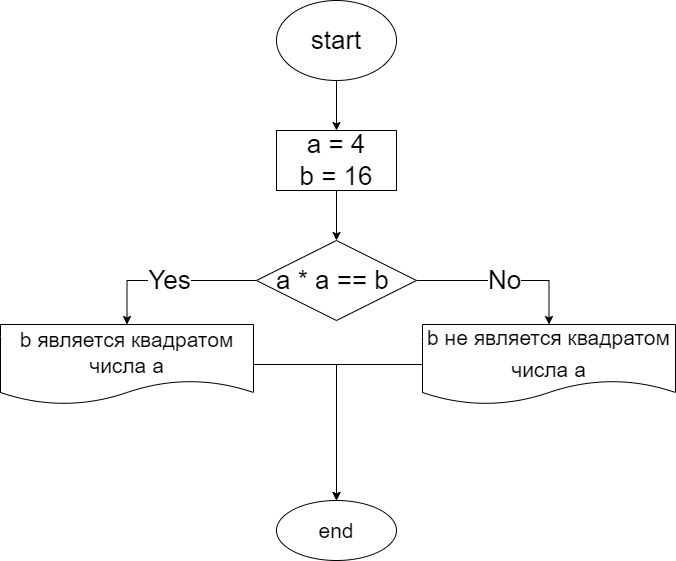 start
a = 4
b = 16
a * a == b
Yes
No
b является квадратом
числа a
b не является квадратом
числа a
end